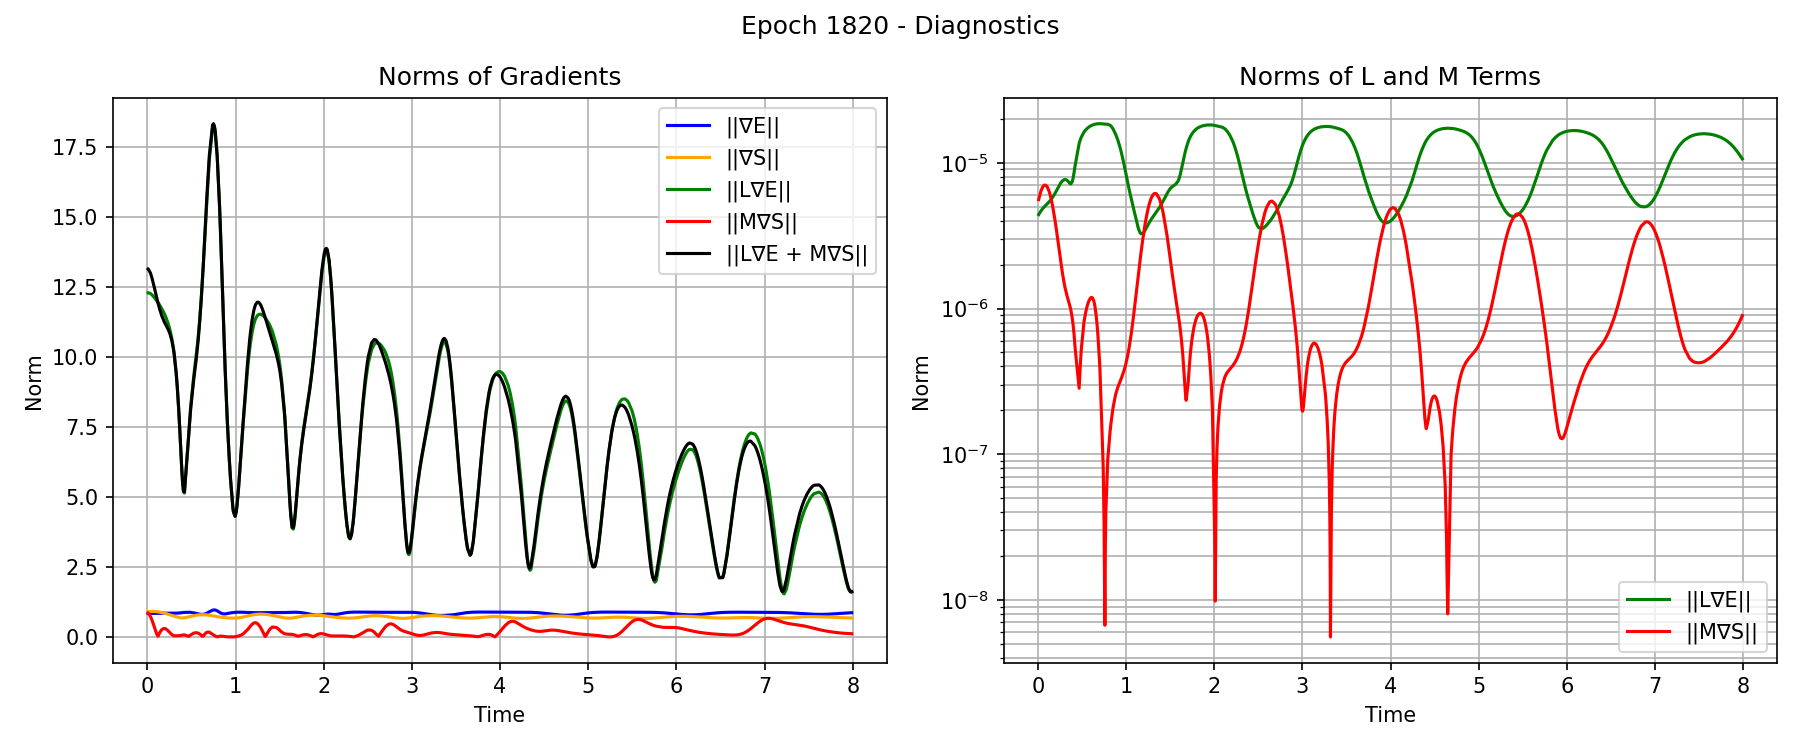 Epoch 1820 - Diagnostics
Norms of Gradients
Norm
17.5
15.0
12.5
10.0
7.5
5.0
2.5
0.0
0 1 2 3 4 5 6 7 8
Time
||∇E||
||∇S||
||L∇E||
||M∇S||
||L∇E + M∇S||
Norms of L and M Terms
Norm
10⁻⁵
10⁻⁶
10⁻⁷
10⁻⁸
0 1 2 3 4 5 6 7 8
Time
||L∇E||
||M∇S||